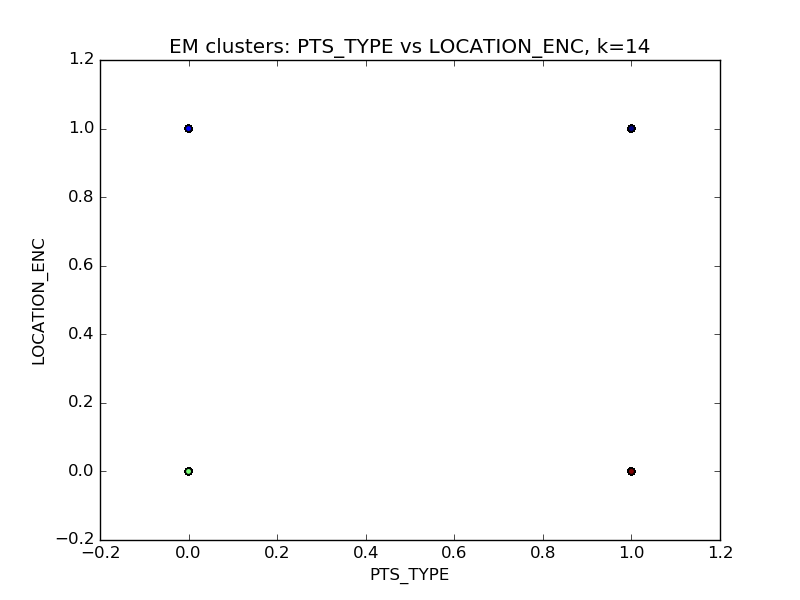 EM clusters: PTS_TYPE vs LOCATION_ENC, k=14
1.2
1.0
0.8
0.6
0.4
0.2
0.0
−0.2
LOCATION_ENC
−0.2 0.0 0.2 0.4 0.6 0.8 1.0 1.2
PTS_TYPE